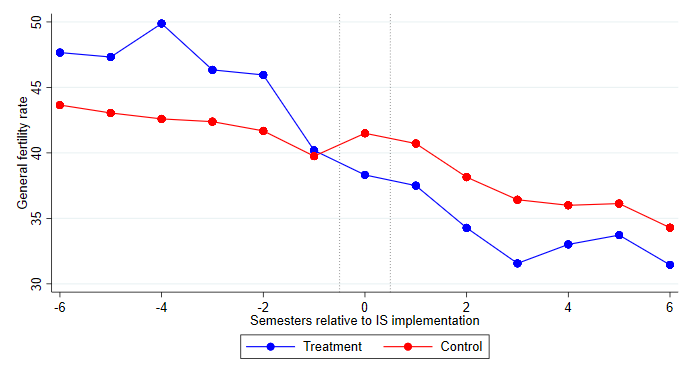 General fertility rate
50
45
40
35
30
-6 -4 -2 0 2 4 6
Semesters relative to IS implementation
Treatment Control